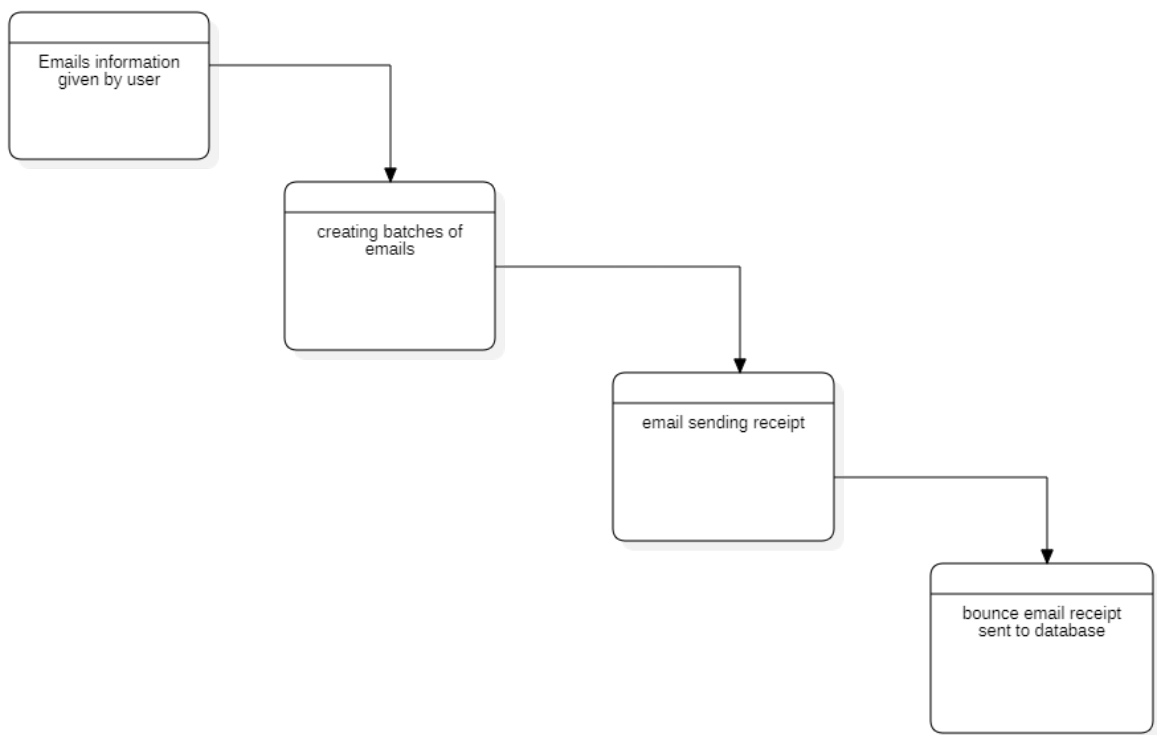 Emails information
given by user
creating batches of
emails
email sending receipt
bounce email receipt
sent to database